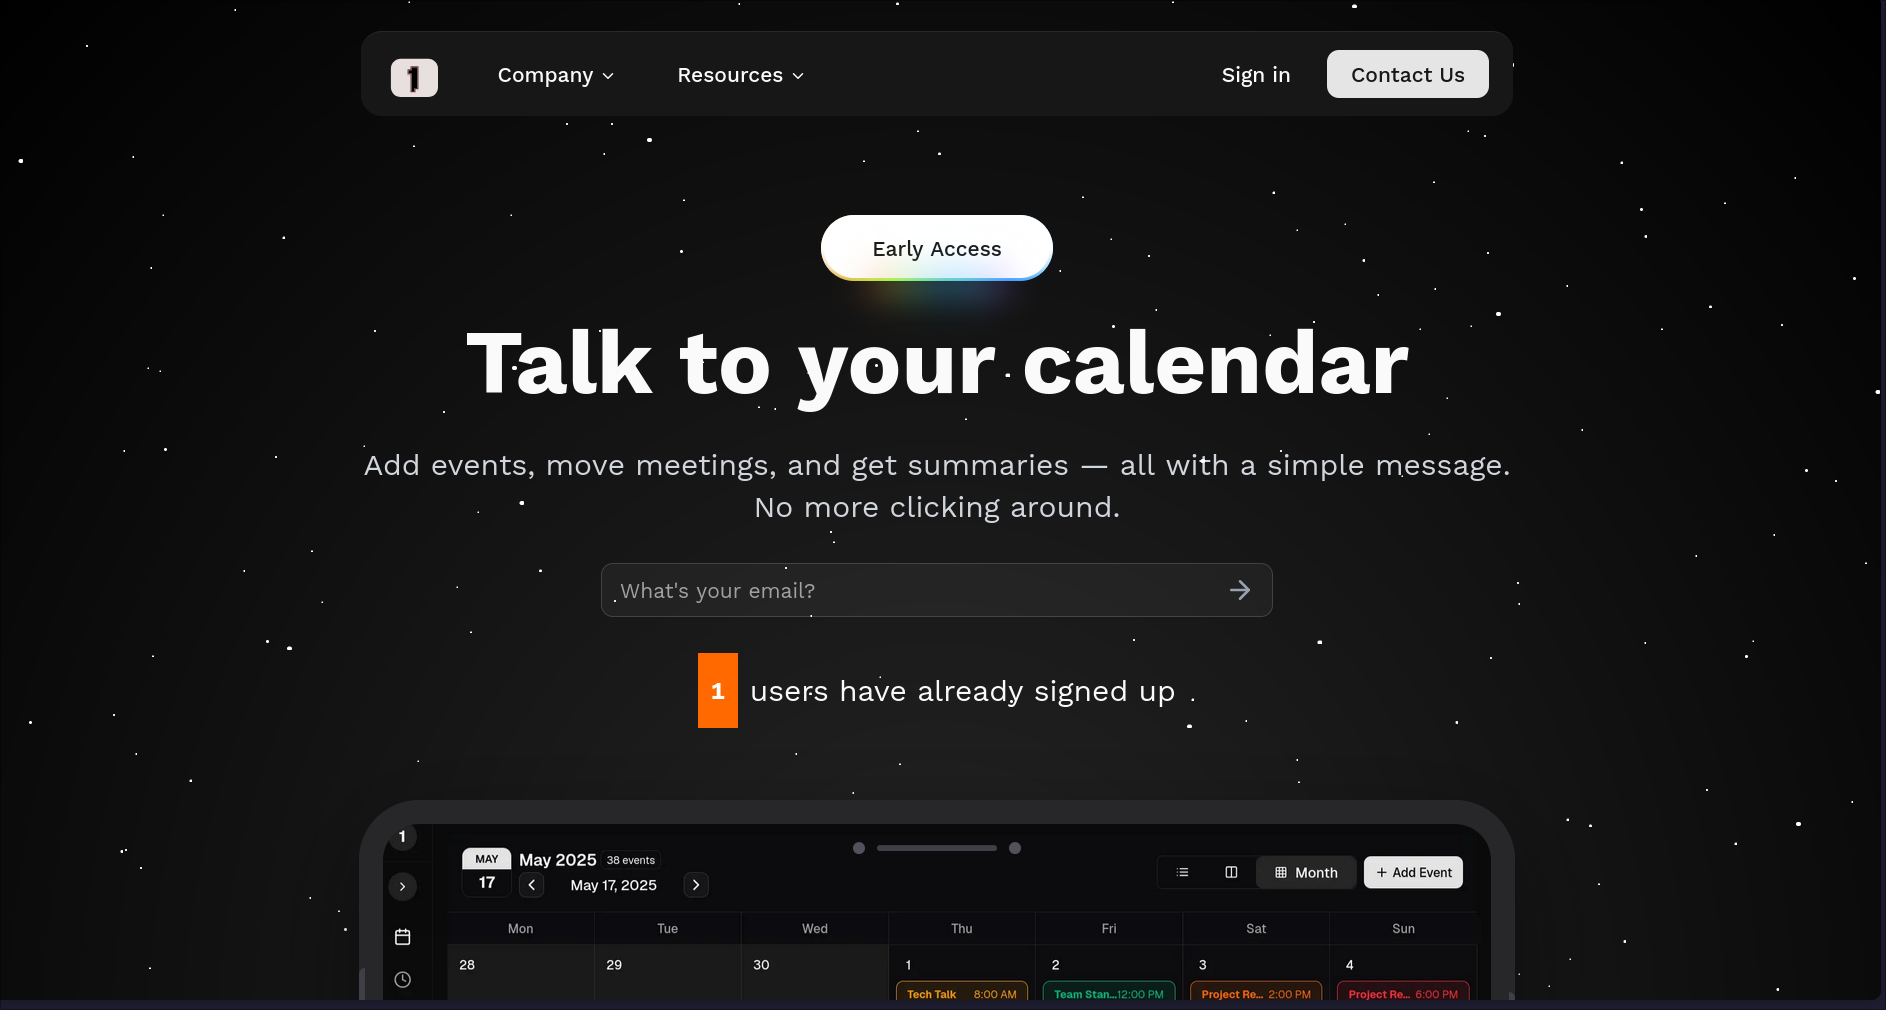 1
Company
Resources
Sign in
Contact Us
Early Access
Talk to your calendar
Add events, move meetings, and get summaries — all with a simple message.
No more clicking around.
What's your email?
1 users have already signed up
1
MAY
17
May 2025
38 events
May 17, 2025
Month
+ Add Event
Mon
Tue
Wed
Thu
Fri
Sat
Sun
28
29
30
1
2
3
4
Tech Talk 8:00 AM
Team Stan... 12:00 PM
Project Re... 2:00 PM
Project Re... 6:00 PM